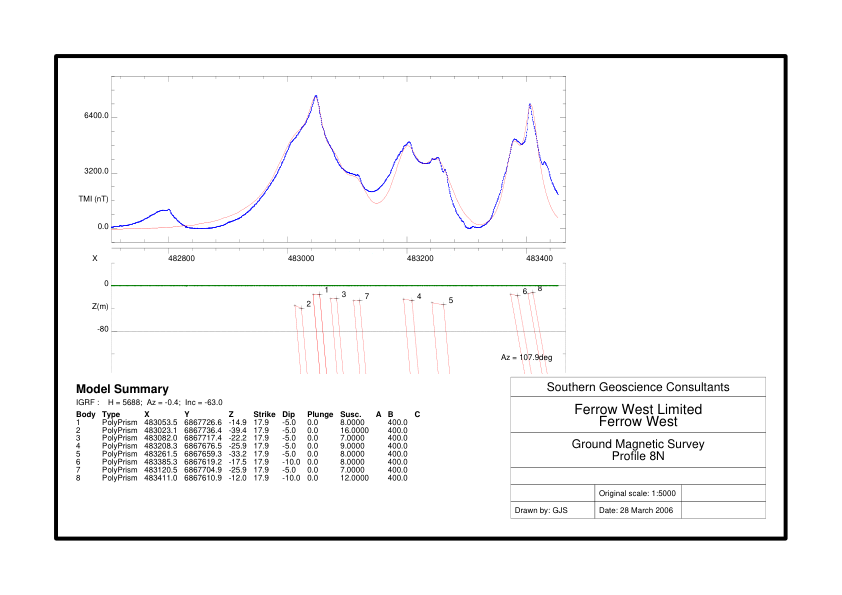 6400.0
3200.0
TMI (nT)
0.0
X 482800 483000 483200 483400
0
Z(m)
-80
1
2
3
7
4
5
6
8
Az = 107.9deg
Model Summary
IGRF : H = 5688; Az = -0.4; Inc = -63.0
Body Type X Y Z Strike Dip Plunge Susc. A B C
1 PolyPrism 483053.5 6867726.6 -14.9 17.9 -5.0 0.0 8.0000 400.0
2 PolyPrism 483023.1 6867736.4 -39.4 17.9 -5.0 0.0 16.0000 400.0
3 PolyPrism 483082.0 6867717.4 -22.2 17.9 -5.0 0.0 7.0000 400.0
4 PolyPrism 483208.3 6867676.5 -25.9 17.9 -5.0 0.0 9.0000 400.0
5 PolyPrism 483261.5 6867659.3 -33.2 17.9 -5.0 0.0 8.0000 400.0
6 PolyPrism 483385.3 6867619.2 -17.5 17.9 -10.0 0.0 8.0000 400.0
7 PolyPrism 483120.5 6867704.9 -25.9 17.9 -5.0 0.0 7.0000 400.0
8 PolyPrism 483411.0 6867610.9 -12.0 17.9 -10.0 0.0 12.0000 400.0
Southern Geoscience Consultants
Ferrow West Limited
Ferrow West
Ground Magnetic Survey
Profile 8N
Original scale: 1:5000
Drawn by: GJS Date: 28 March 2006